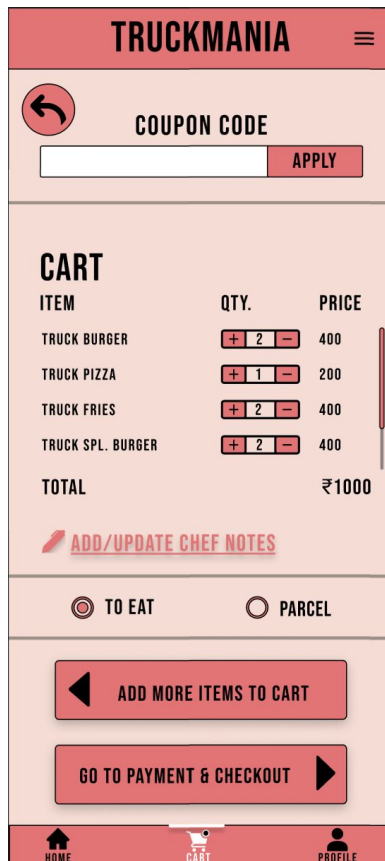 TRUCKMANIA
COUPON CODE
APPLY
CART
ITEM QTY. PRICE
TRUCK BURGER + 2 - 400
TRUCK PIZZA + 1 - 200
TRUCK FRIES + 2 - 400
TRUCK SPL. BURGER + 2 - 400
TOTAL ₹1000
ADD/UPDATE CHEF NOTES
TO EAT PARCEL
ADD MORE ITEMS TO CART
GO TO PAYMENT & CHECKOUT
HOME CART PROFILE